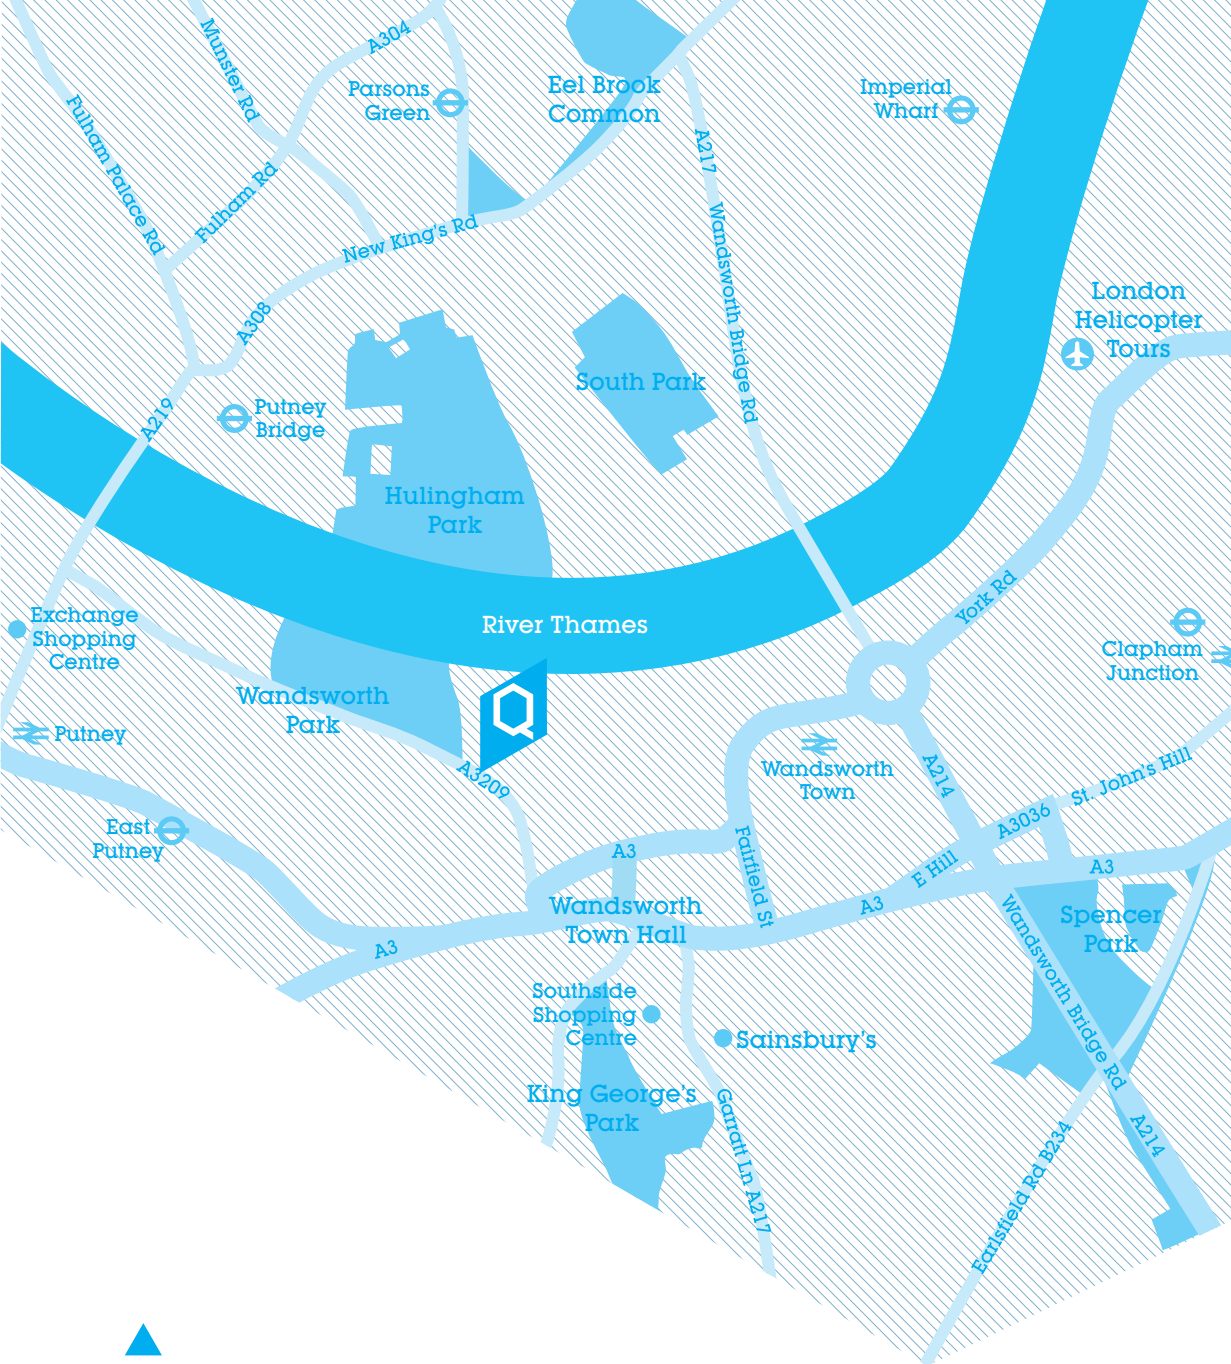 Munster Rd
A304
Parsons
Green
Eel Brook
Common
Imperial
Wharf
Fulham Palace Rd
Fulham Rd
A217
New King's Rd
Wandsworth Bridge Rd
A308
London
Helicopter
Tours
South Park
A219
Putney
Bridge
Hulingham
Park
River Thames
York Rd
Exchange
Shopping
Centre
Clapham
Junction
Wandsworth
Park
Q
Putney
A3209
Wandsworth
Town
A214
St. John's Hill
East
Putney
A3036
A3
Fairfield St
E Hill
A3
A3
Wandsworth
Town Hall
A3
Spencer
Park
Wandsworth Bridge Rd
Southside
Shopping
Centre
Sainsbury's
King George's
Park
Garratt Ln A217
A214
Earlsfield Rd B234